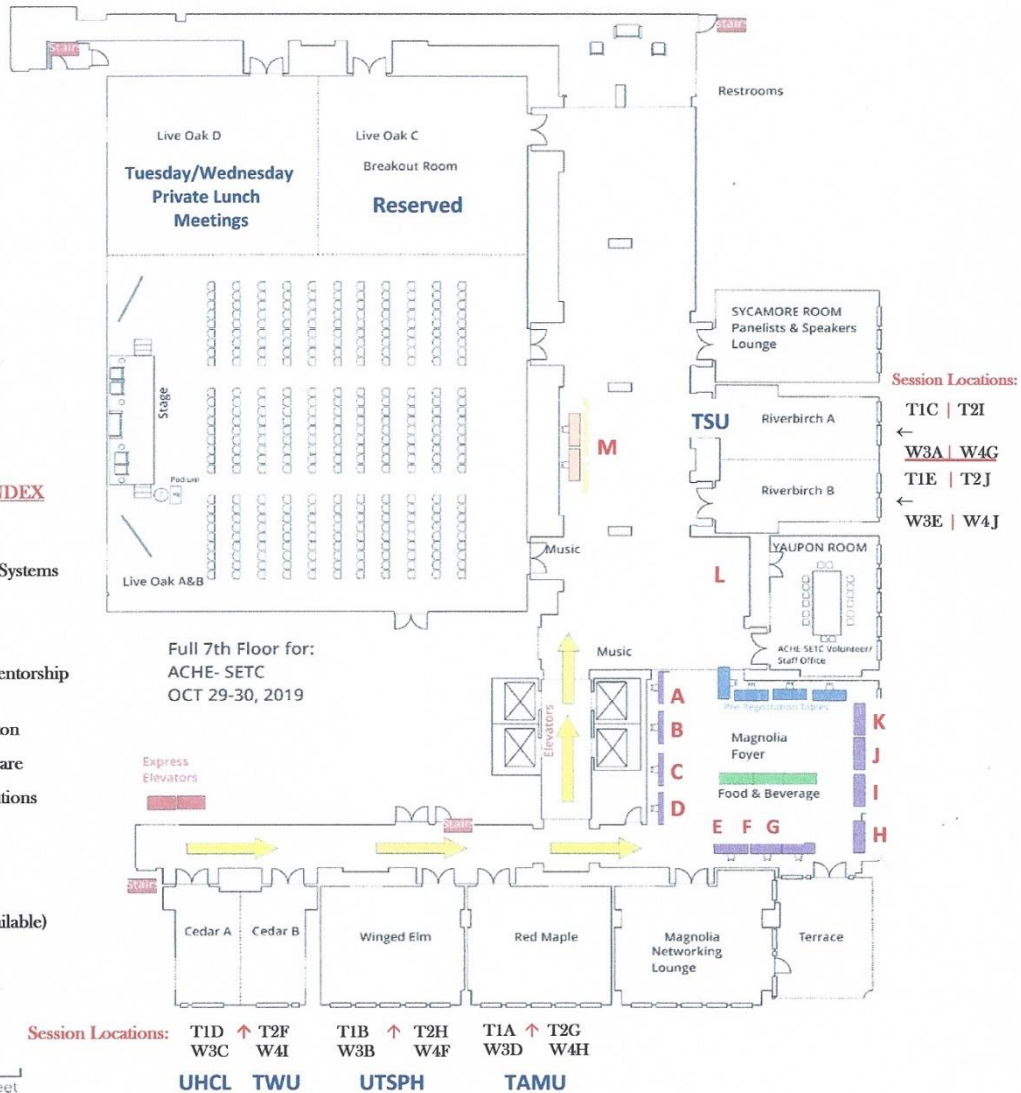 Stairs
Stairs
Restrooms
Live Oak D
Tuesday/Wednesday
Private Lunch
Meetings
Live Oak C
Breakout Room
Reserved
SYCAMORE ROOM
Panelists & Speakers
Lounge
Session Locations:
T1C | T2I
←
W3A | W4G
T1E | T2J
←
W3E | W4J
Stage
Podium
M
TSU
Riverbirch A
Riverbirch B
NDEX
Systems
entorship
on
are
tions
ilable)
Live Oak A&B
Music
L
YAUPON ROOM
ACHE-SETC Volunteer/
Staff Office
Full 7th Floor for:
ACHE- SETC
OCT 29-30, 2019
Music
Elevators
Express
Elevators
A
B
C
D
Pre-Registration Tables
Magnolia
Foyer
Food & Beverage
K
J
I
H
E F G
Stairs
Stairs
Cedar A
Cedar B
Winged Elm
Red Maple
Magnolia
Networking
Lounge
Terrace
Session Locations:
T1D ↑ T2F
W3C W4I
T1B ↑ T2H
W3B W4F
T1A ↑ T2G
W3D W4H
UHCL TWU UTSPH TAMU
eet